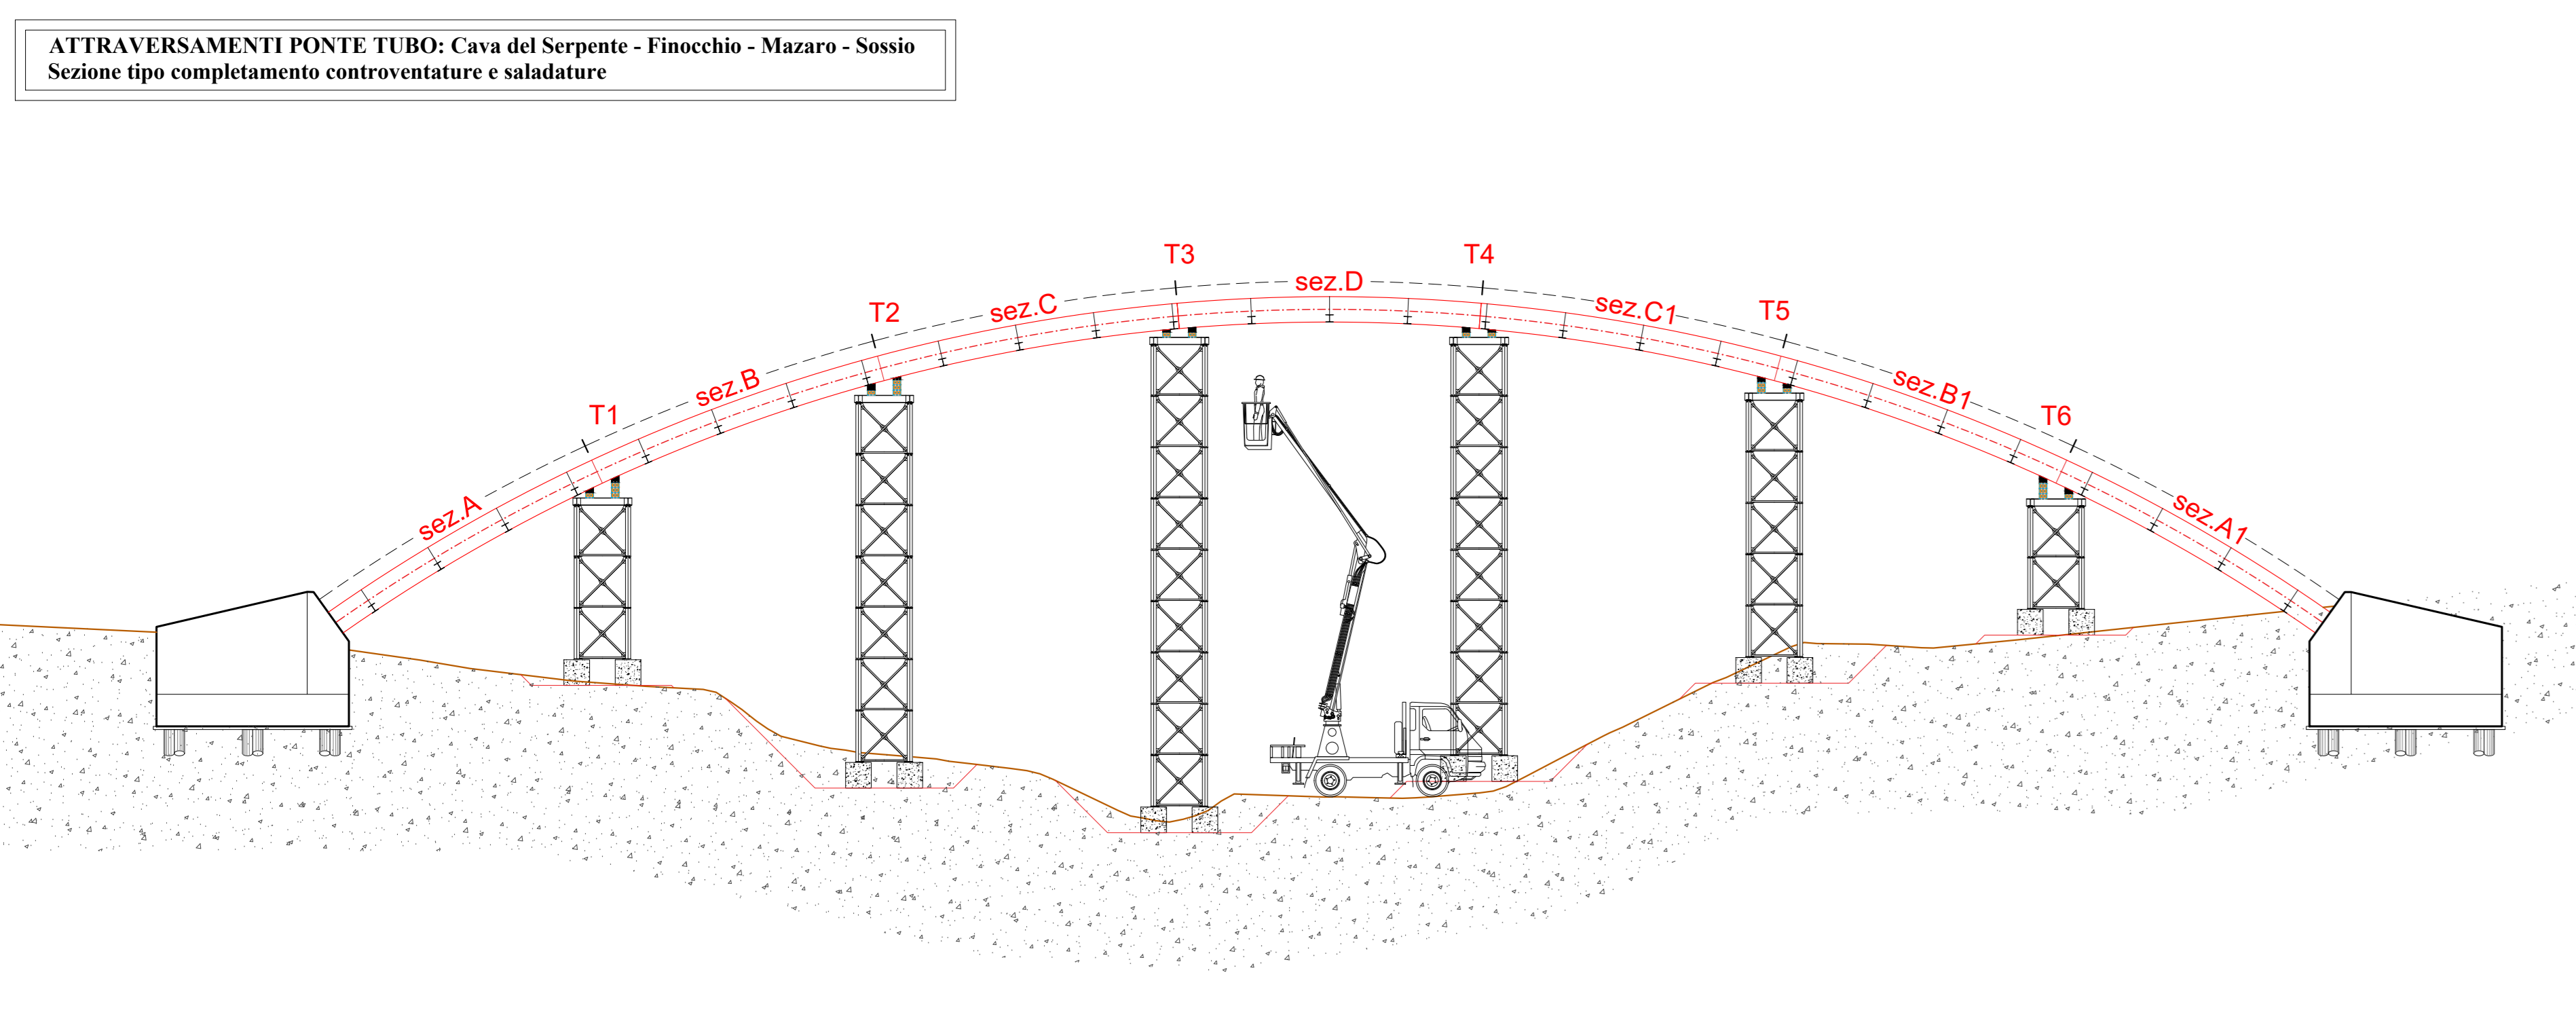 ATTRAVERSAMENTI PONTE TUBO: Cava del Serpente - Finocchio - Mazaro - Sossio
Sezione tipo completamento controventature e saladature
T3
T4
sez.D
T2
sez.C
sez.C1
T5
sez.B
sez.B1
T1
T6
sez.A
sez.A1